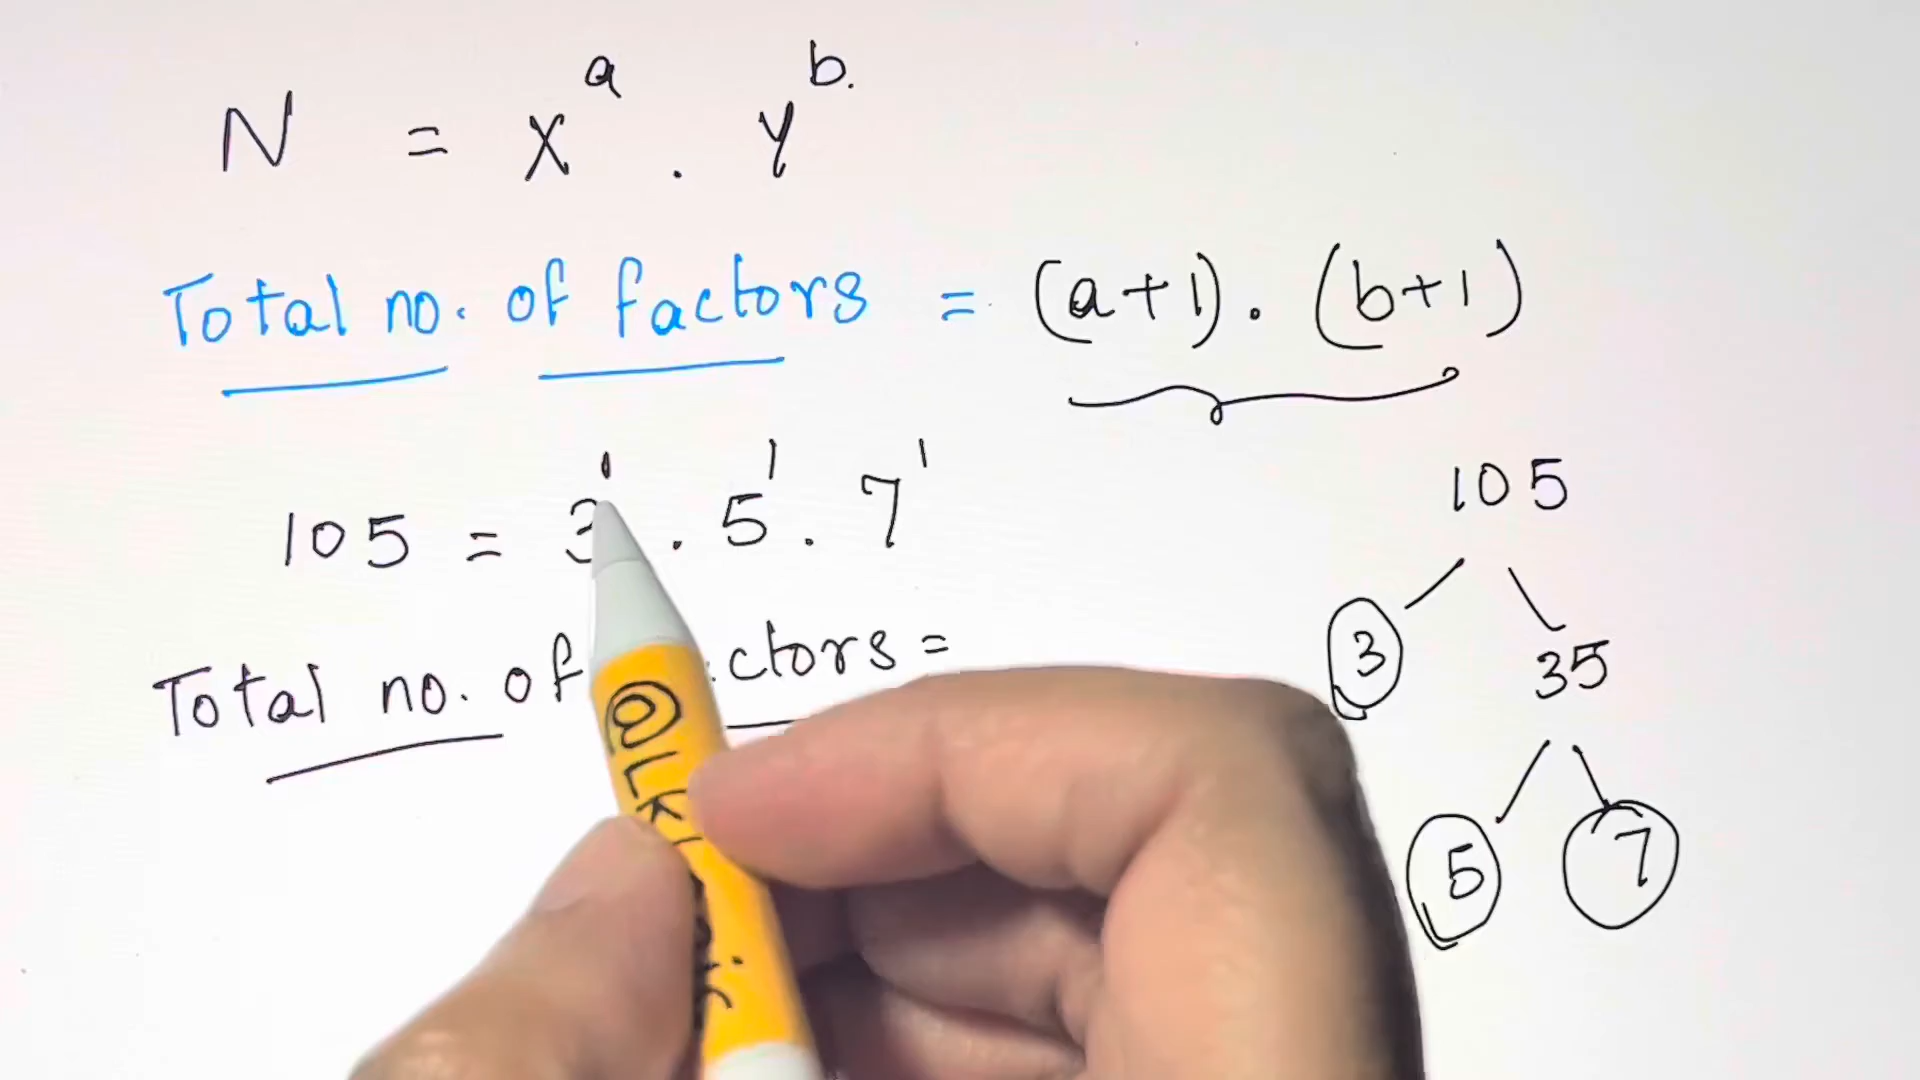 N = x^a . y^b.
Total no. of factors = (a+1) . (b+1)
105 = 3^1 . 5^1 . 7^1
Total no. of ctors =
105
3 35
5 7
@LK